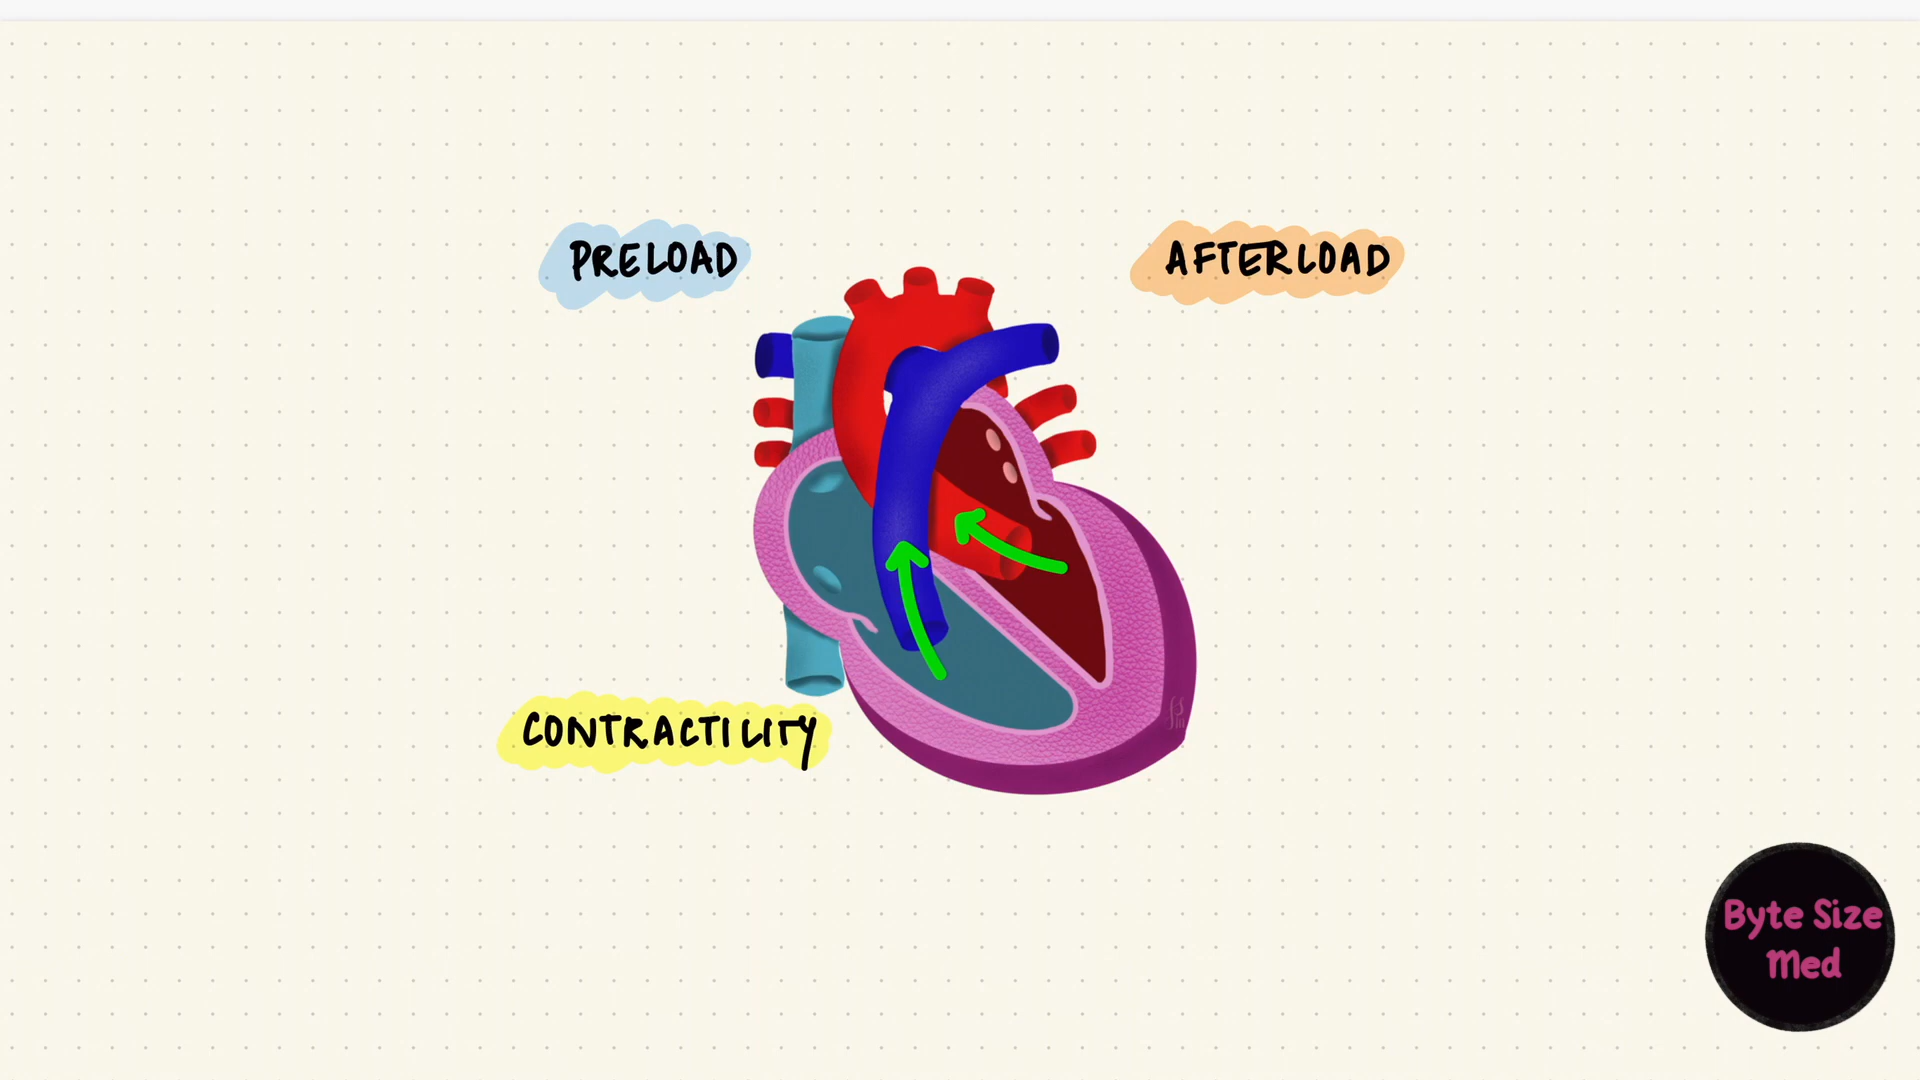 PRELOAD
AFTERLOAD
CONTRACTILITY
Byte Size
Med